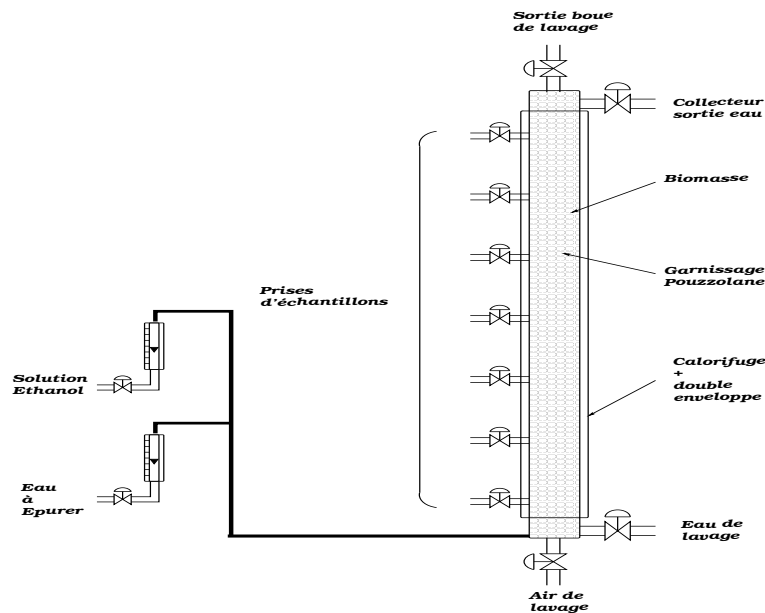 Sortie boue
de lavage
Collecteur
sortie eau
Biomasse
Garnissage
Pouzzolane
Prises
d'échantillons
Calorifuge
+
double
enveloppe
Solution
Ethanol
Eau
à
Epurer
Eau de
lavage
Air de
lavage